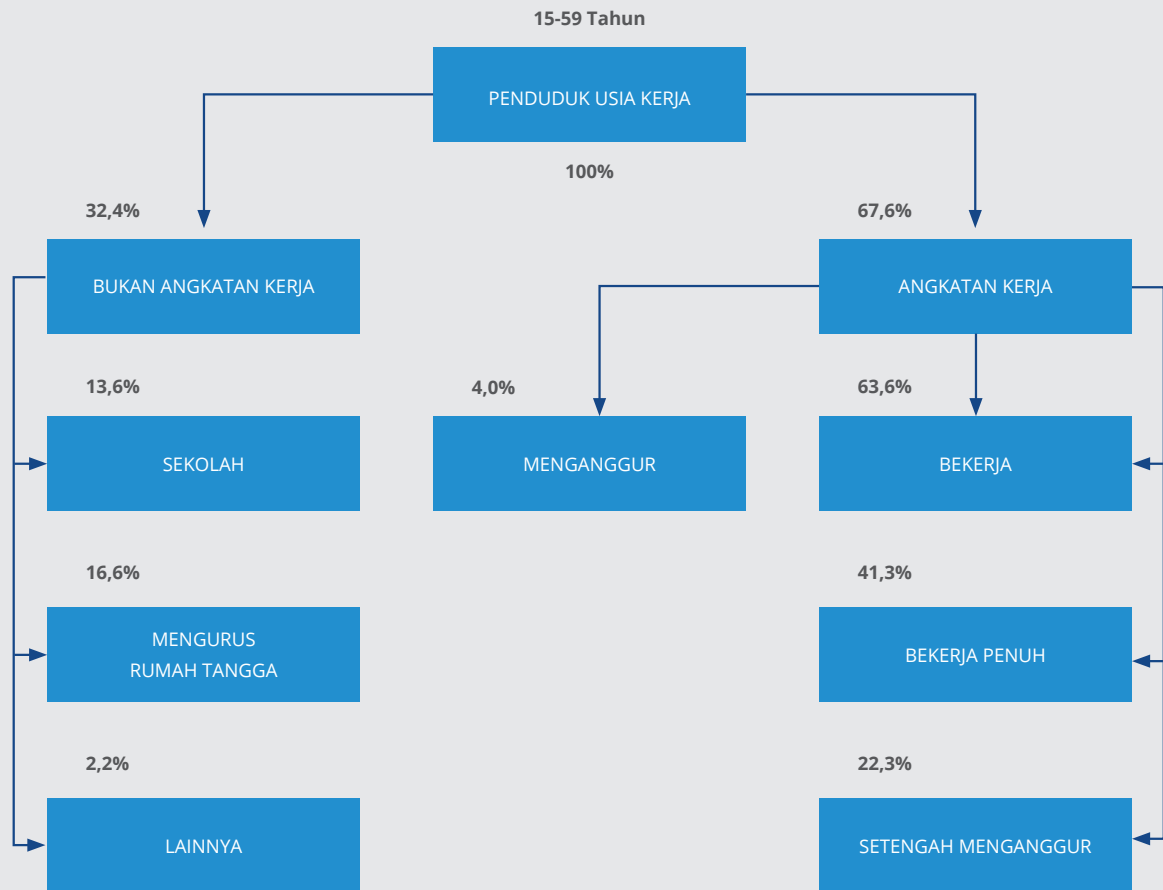 15-59 Tahun
PENDUDUK USIA KERJA
100%
32,4%
67,6%
BUKAN ANGKATAN KERJA
ANGKATAN KERJA
13,6%
4,0%
63,6%
SEKOLAH
MENGANGGUR
BEKERJA
16,6%
41,3%
MENGURUS
RUMAH TANGGA
BEKERJA PENUH
2,2%
22,3%
LAINNYA
SETENGAH MENGANGGUR